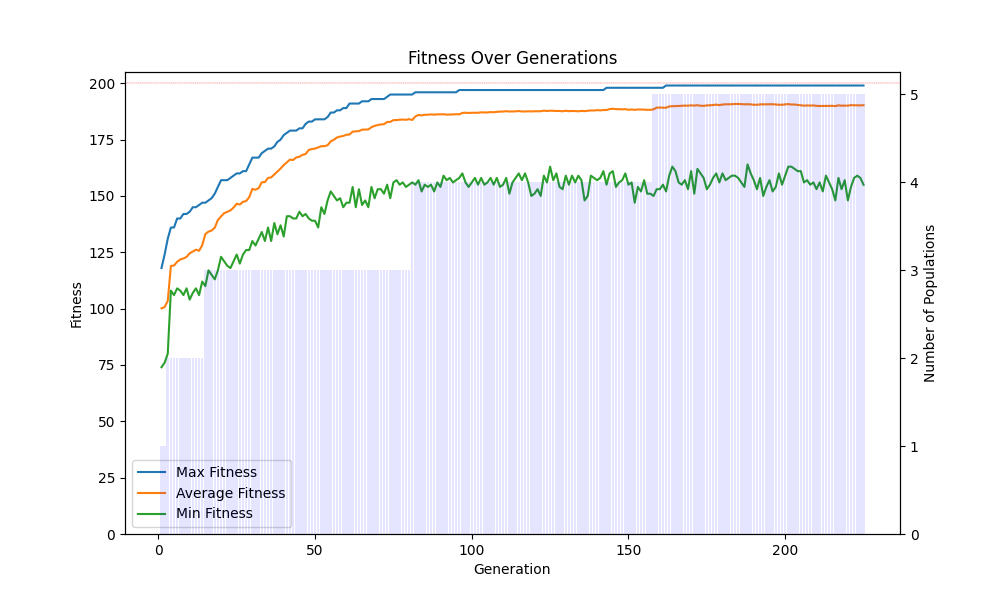 Fitness Over Generations
Fitness
200
175
150
125
100
75
50
25
0
Max Fitness
Average Fitness
Min Fitness
0 50 100 150 200
Generation
5
4
3
2
1
0
Number of Populations